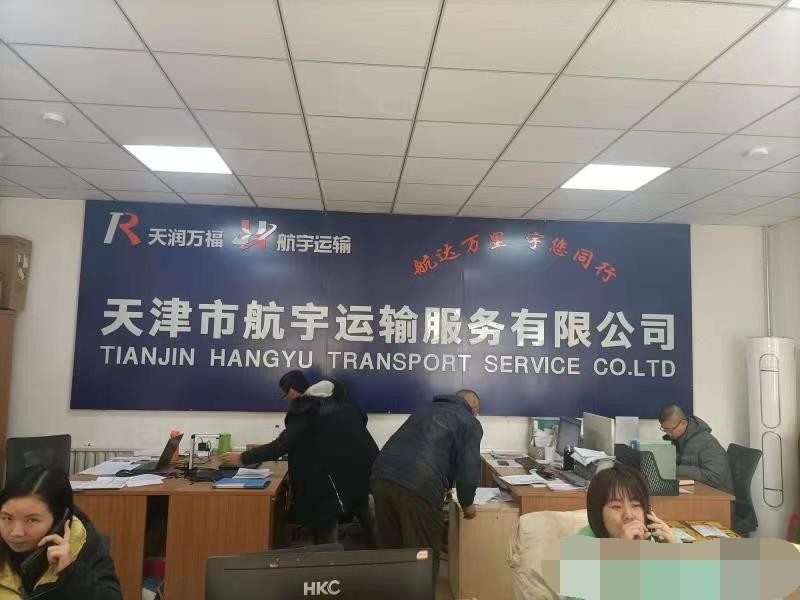 天润万福 航宇运输
航达万里 宇您同行
天津市航宇运输服务有限公司
TIANJIN HANGYU TRANSPORT SERVICE CO.LTD
HKC